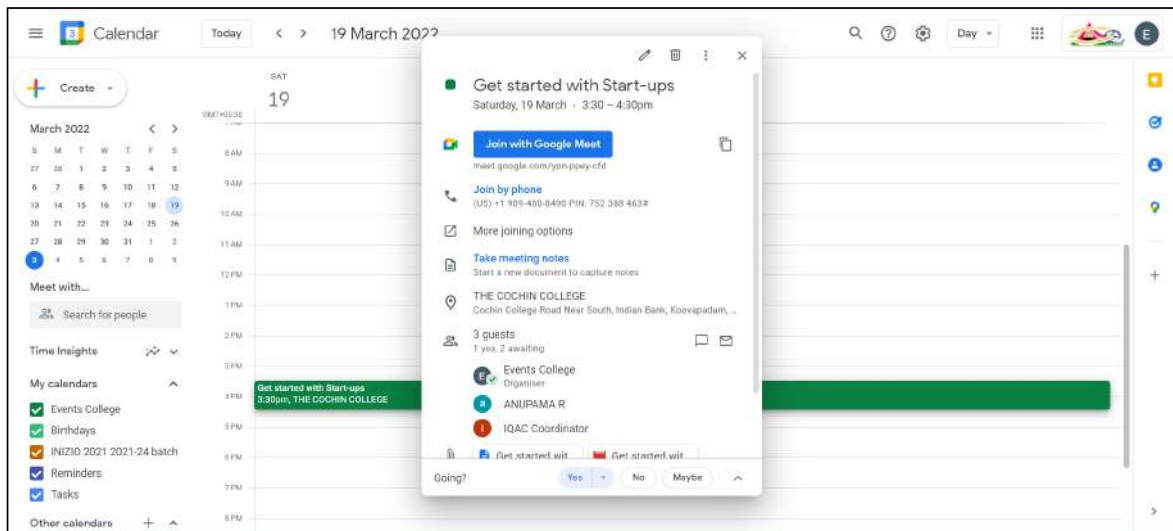 Calendar
Today
19 March 2022
Day
E
Create
March 2022
S M T W T F S
27 28 1 2 3 4 5
6 7 8 9 10 11 12
13 14 15 16 17 18 19
20 21 22 23 24 25 26
27 28 29 30 31 1 2
3 4 5 6 7 8 9
Meet with...
Search for people
Time Insights
My calendars
Events College
Birthdays
INIZIO 2021 2021-24 batch
Reminders
Tasks
Other calendars
SAT
19
GMT+05:30
8 AM
9 AM
10 AM
11 AM
12 PM
1 PM
2 PM
3 PM
4 PM
5 PM
6 PM
7 PM
8 PM
Get started with Start-ups
3:30pm, THE COCHIN COLLEGE
Get started with Start-ups
Saturday, 19 March · 3:30 – 4:30pm
Join with Google Meet
Join by phone
(US) +1 909-480-8490 PIN: 752 388 463#
More joining options
Take meeting notes
Start a new document to capture notes
THE COCHIN COLLEGE
Cochin College Road Near South, Indian Bank, Koovapadam, ...
3 guests
1 yes, 2 awaiting
E
Events College
Organiser
a
ANUPAMA R
i
IQAC Coordinator
Get started wit
Get started wit
Going?
Yes
No
Maybe